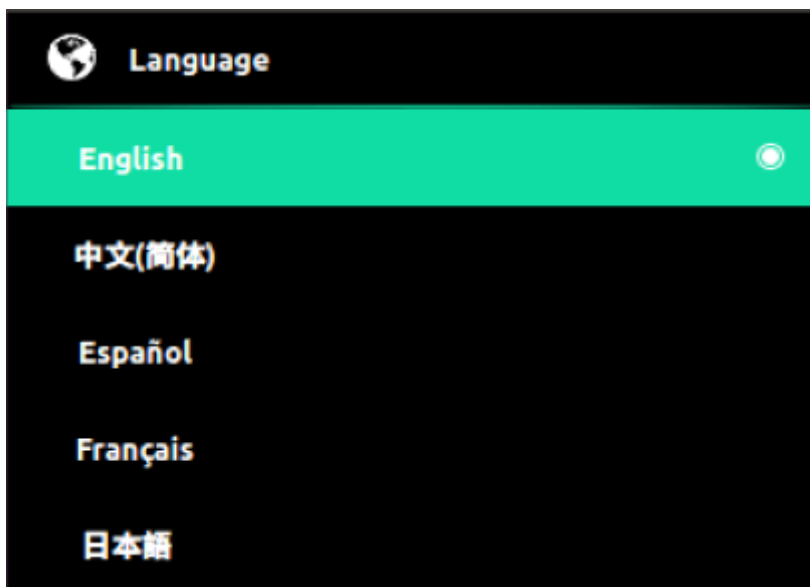 Language
English
中文(简体)
Español
Français
日本語